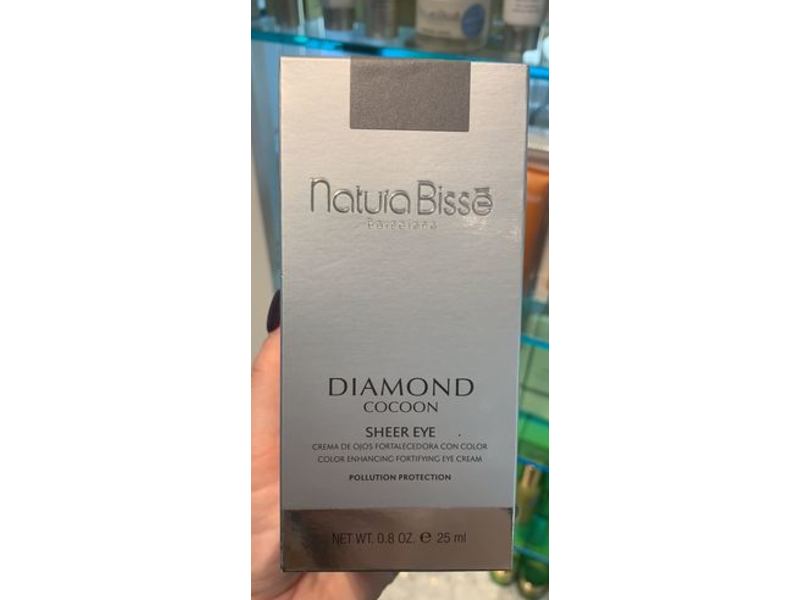 Natura Bissé
Barcelona
DIAMOND
COCOON
SHEER EYE
CREMA DE OJOS FORTALECEDORA CON COLOR
COLOR ENHANCING FORTIFYING EYE CREAM
POLLUTION PROTECTION
NET WT. 0.8 OZ. ℮ 25 ml